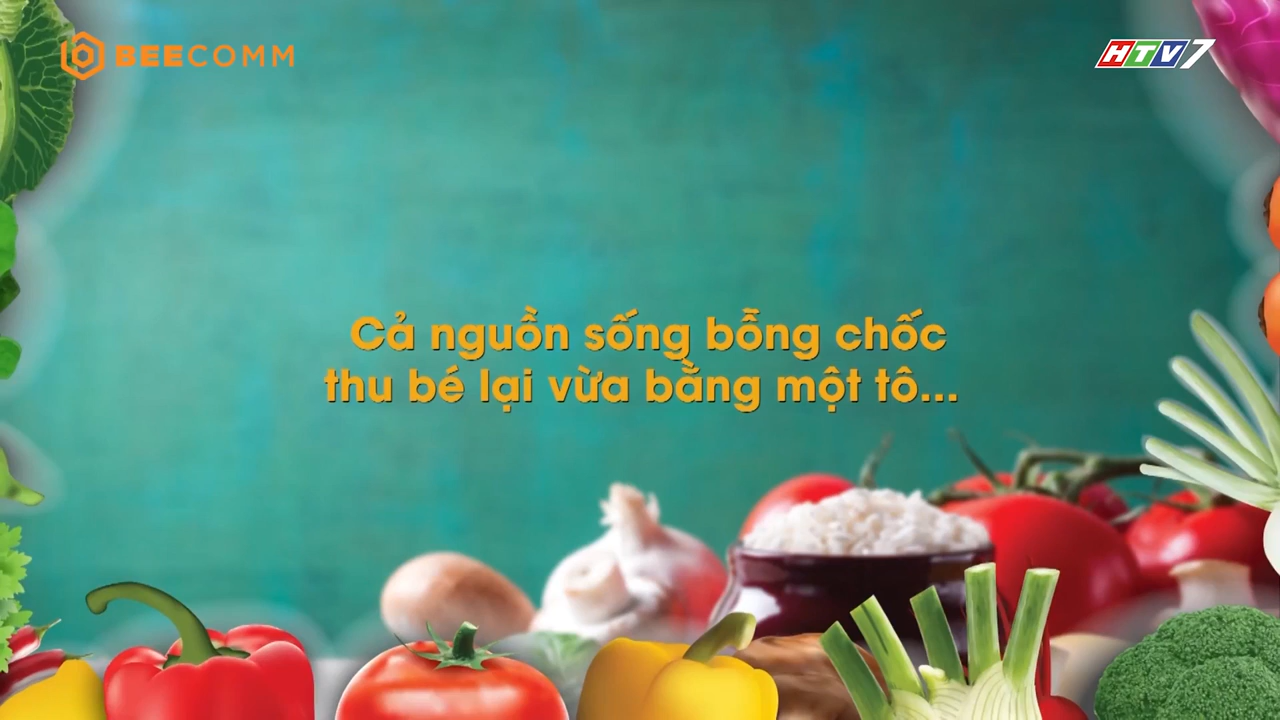 BEECOMM
HTV7
Cả nguồn sống bỗng chốc
thu bé lại vừa bằng một tô...